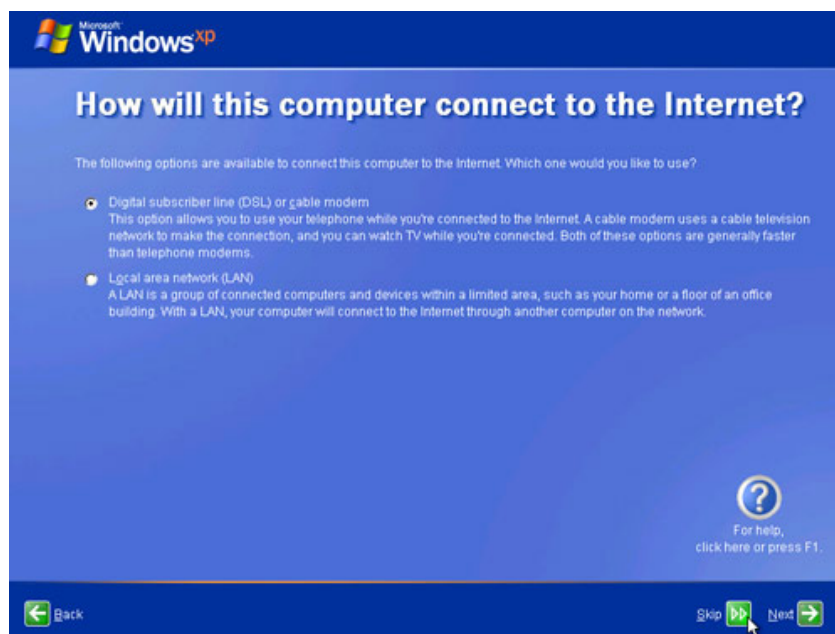 Microsoft
Windows xp
How will this computer connect to the Internet?
The following options are available to connect this computer to the Internet. Which one would you like to use?
Digital subscriber line (DSL) or cable modem
This option allows you to use your telephone while you're connected to the Internet. A cable modem uses a cable television
network to make the connection, and you can watch TV while you're connected. Both of these options are generally faster
than telephone modems.
Local area network (LAN)
A LAN is a group of connected computers and devices within a limited area, such as your home or a floor of an office
building. With a LAN, your computer will connect to the Internet through another computer on the network.
For help,
click here or press F1.
Back
Skip Next